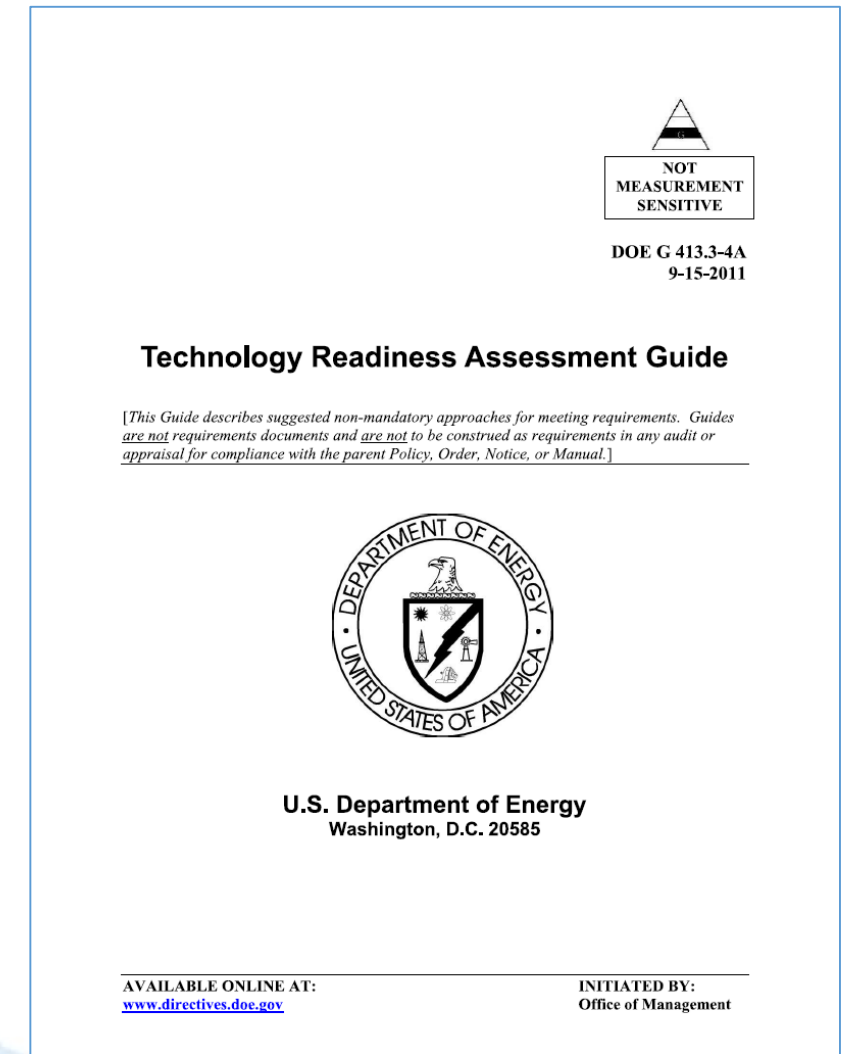 G
NOT
MEASUREMENT
SENSITIVE
DOE G 413.3-4A
9-15-2011
Technology Readiness Assessment Guide
[This Guide describes suggested non-mandatory approaches for meeting requirements. Guides
are not requirements documents and are not to be construed as requirements in any audit or
appraisal for compliance with the parent Policy, Order, Notice, or Manual.]
DEPARTMENT OF ENERGY
UNITED STATES OF AMERICA
U.S. Department of Energy
Washington, D.C. 20585
AVAILABLE ONLINE AT:
www.directives.doe.gov
INITIATED BY:
Office of Management